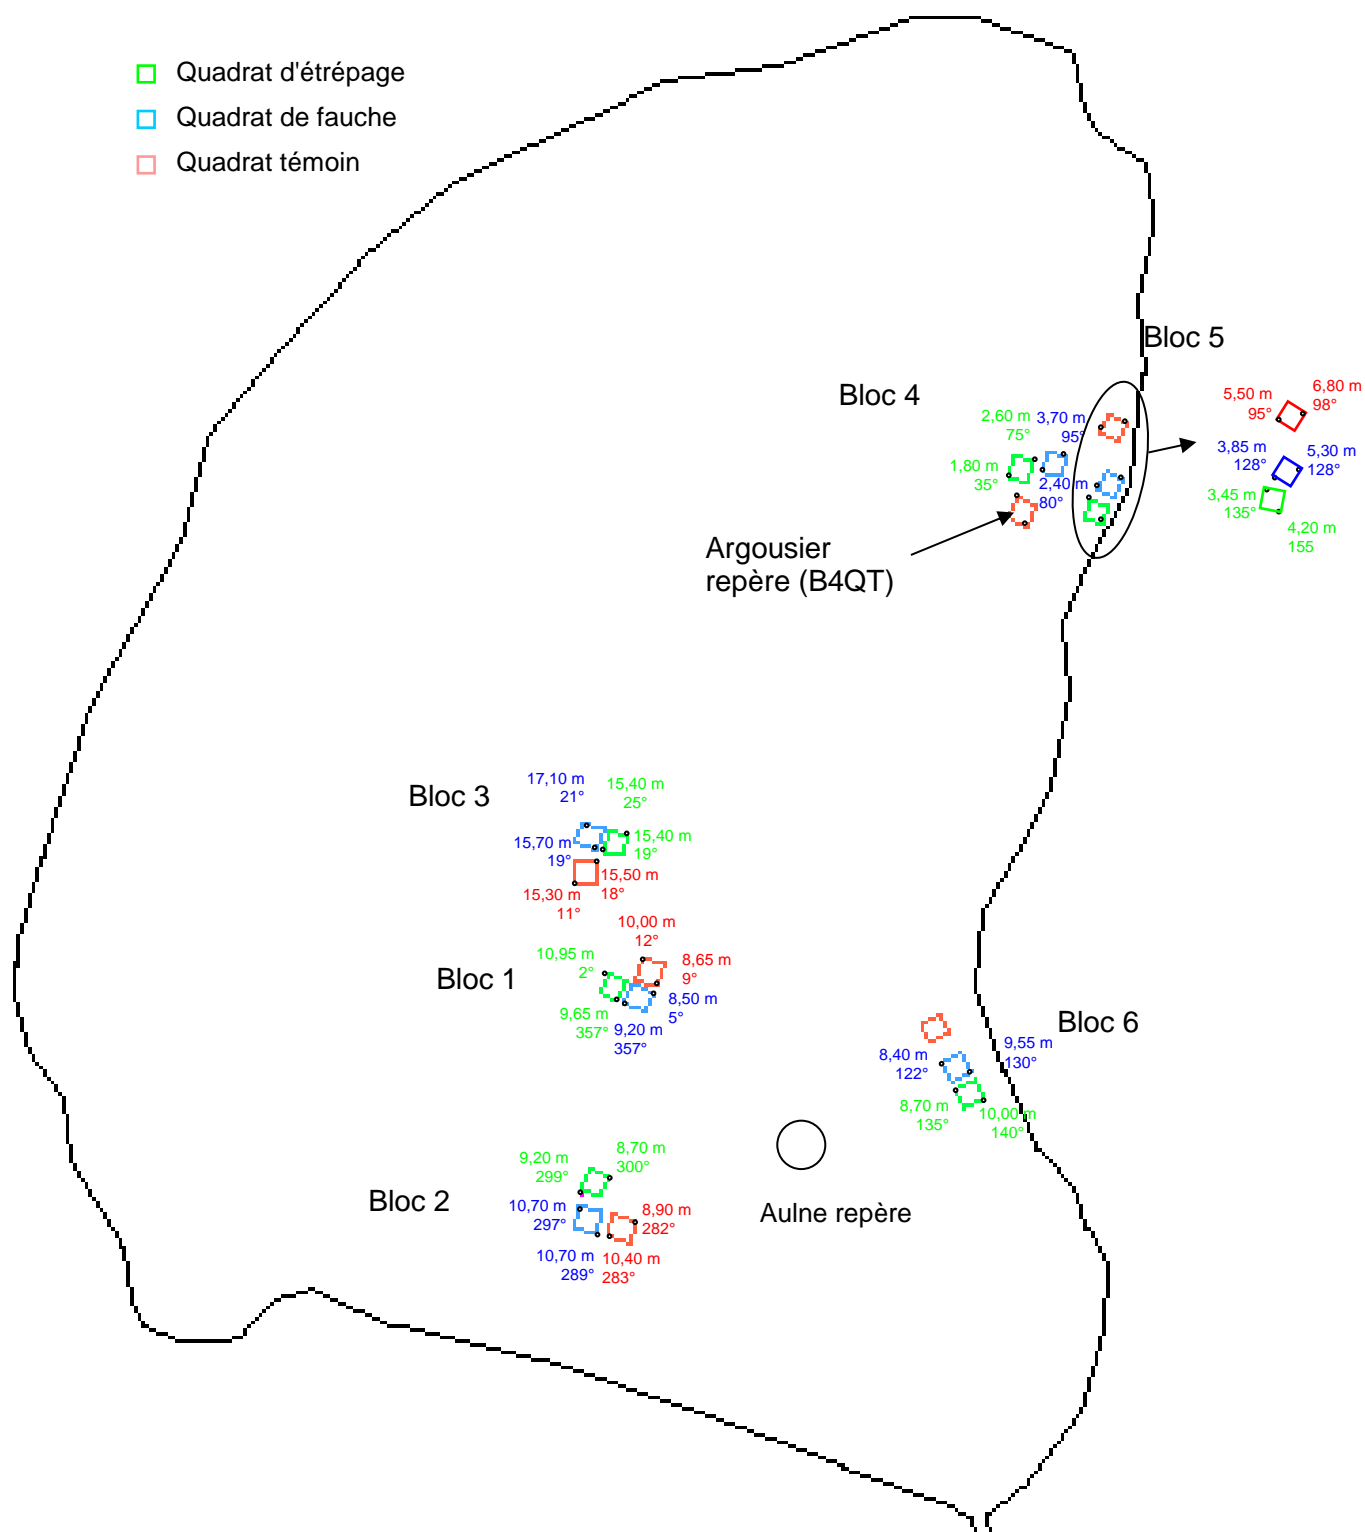 Quadrat d'étrépage
Quadrat de fauche
Quadrat témoin
Bloc 5
Bloc 4
2,60 m
75°
3,70 m
95°
1,80 m
35°
2,40 m
80°
5,50 m
95°
6,80 m
98°
3,85 m
128°
5,30 m
128°
3,45 m
135°
4,20 m
155
Argousier
repère (B4QT)
Bloc 3
17,10 m
21°
15,40 m
25°
15,70 m
19°
15,40 m
19°
15,30 m
11°
15,50 m
18°
Bloc 1
10,00 m
12°
10,95 m
2°
8,65 m
9°
9,65 m
357°
9,20 m
357°
8,50 m
5°
Bloc 6
8,40 m
122°
9,55 m
130°
8,70 m
135°
10,00 m
140°
Bloc 2
9,20 m
299°
8,70 m
300°
10,70 m
297°
8,90 m
282°
10,70 m
289°
10,40 m
283°
Aulne repère